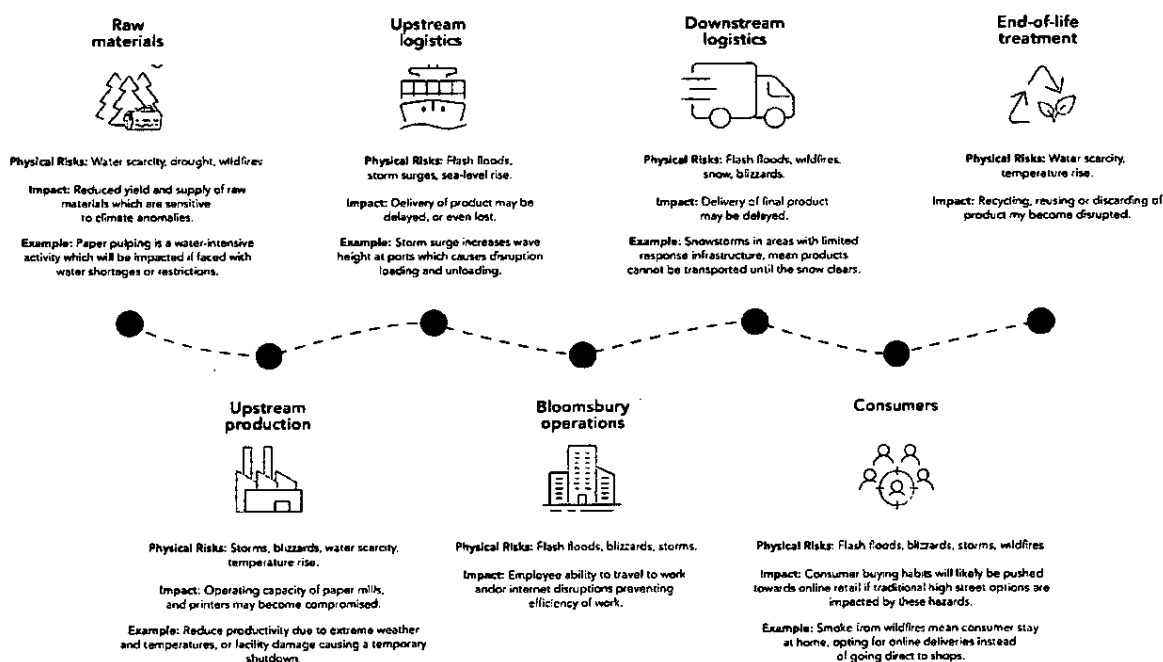 Raw
materials
Physical Risks: Water scarcity, drought, wildfires
Impact: Reduced yield and supply of raw
materials which are sensitive
to climate anomalies.
Example: Paper pulping is a water-intensive
activity which will be impacted if faced with
water shortages or restrictions.
Upstream
logistics
Physical Risks: Flash floods,
storm surges, sea-level rise.
Impact: Delivery of product may be
delayed, or even lost.
Example: Storm surge increases wave
height at ports which causes disruption
loading and unloading.
Downstream
logistics
Physical Risks: Flash floods, wildfires,
snow, blizzards.
Impact: Delivery of final product
may be delayed.
Example: Snowstorms in areas with limited
response infrastructure, mean products
cannot be transported until the snow clears.
End-of-life
treatment
Physical Risks: Water scarcity,
temperature rise.
Impact: Recycling, reusing or discarding of
product my become disrupted.
Upstream
production
Physical Risks: Storms, blizzards, water scarcity,
temperature rise.
Impact: Operating capacity of paper mills,
and printers may become compromised.
Example: Reduce productivity due to extreme weather
and temperatures, or facility damage causing a temporary
shutdown.
Bloomsbury
operations
Physical Risks: Flash floods, blizzards, storms.
Impact: Employee ability to travel to work
andor internet disruptions preventing
efficiency of work.
Consumers
Physical Risks: Flash floods, blizzards, storms, wildfires
Impact: Consumer buying habits will likely be pushed
towards online retail if traditional high street options are
impacted by these hazards.
Example: Smoke from wildfires mean consumer stay
at home, opting for online deliveries instead
of going direct to shops.